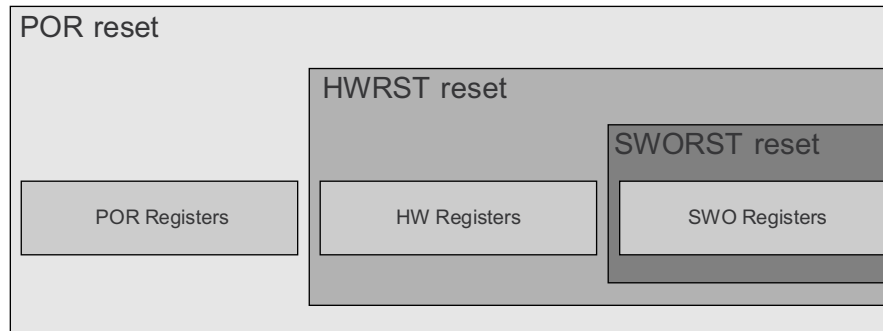 POR reset
HWRST reset
SWORST reset
POR Registers
HW Registers
SWO Registers